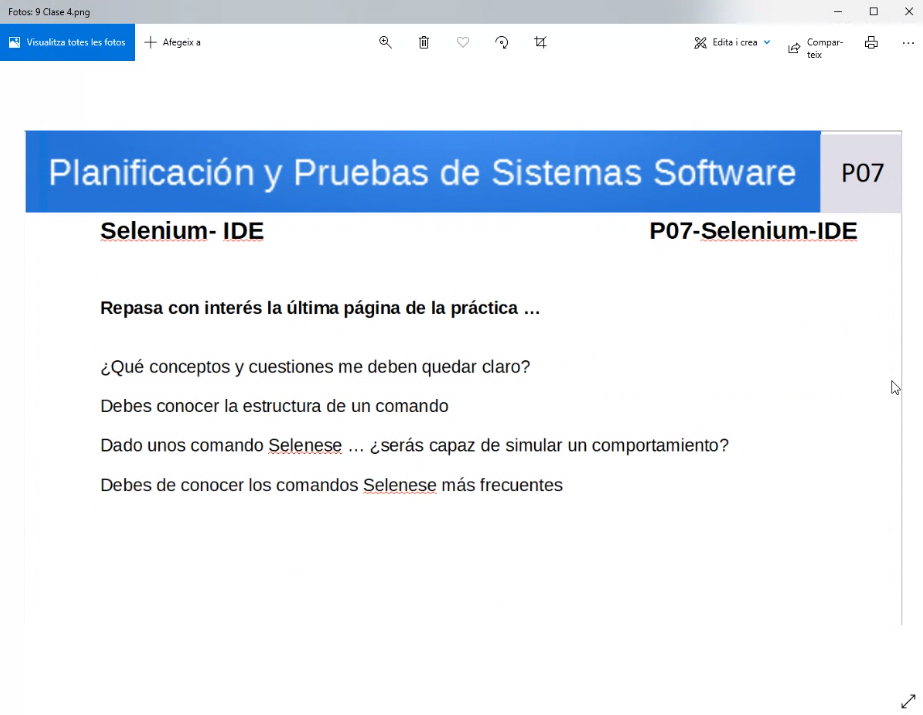 Fotos: 9 Clase 4.png
Visualitza totes les fotos
Afegeix a
Edita i crea
Compar-
teix
Planificación y Pruebas de Sistemas Software
P07
Selenium- IDE
P07-Selenium-IDE
Repasa con interés la última página de la práctica …
¿Qué conceptos y cuestiones me deben quedar claro?
Debes conocer la estructura de un comando
Dado unos comando Selenese … ¿serás capaz de simular un comportamiento?
Debes de conocer los comandos Selenese más frecuentes